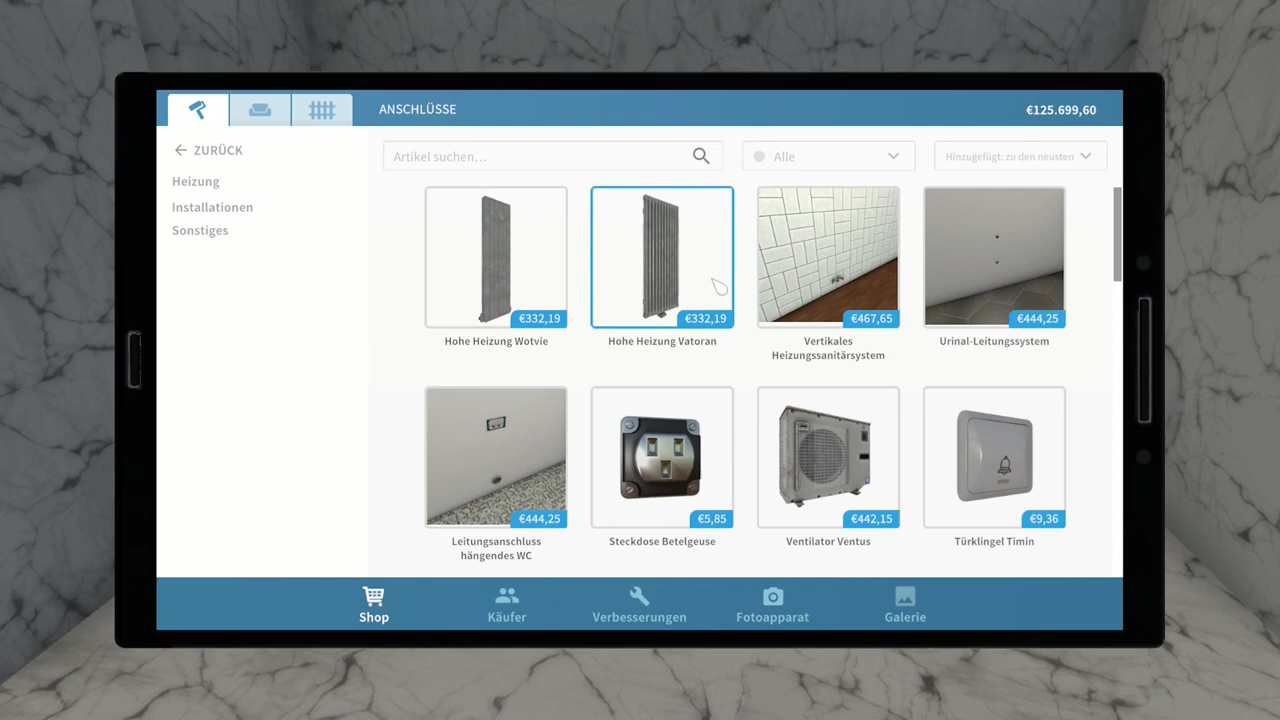 ANSCHLÜSSE
€125.699,60
ZURÜCK
Heizung
Installationen
Sonstiges
Artikel suchen...
Alle
Hinzugefügt: zu den neusten
€332,19
Hohe Heizung Wotvie
€332,19
Hohe Heizung Vatoran
€467,65
Vertikales
Heizungssanitärsystem
€444,25
Urinal-Leitungssystem
€444,25
Leitungsanschluss
hängendes WC
€5,85
Steckdose Betelgeuse
€442,15
Ventilator Ventus
€9,36
Türklingel Timin
Shop
Käufer
Verbesserungen
Fotoapparat
Galerie